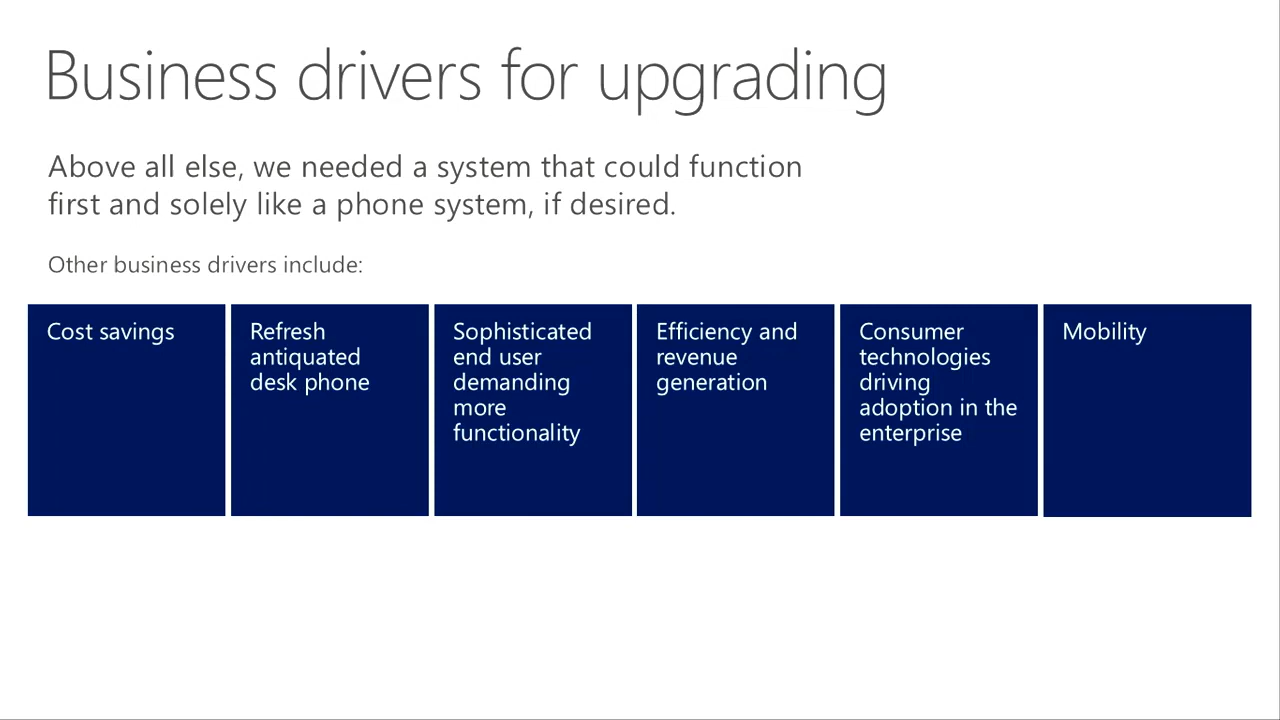 Business drivers for upgrading
Above all else, we needed a system that could function
first and solely like a phone system, if desired.
Other business drivers include:
Cost savings
Refresh
antiquated
desk phone
Sophisticated
end user
demanding
more
functionality
Efficiency and
revenue
generation
Consumer
technologies
driving
adoption in the
enterprise
Mobility